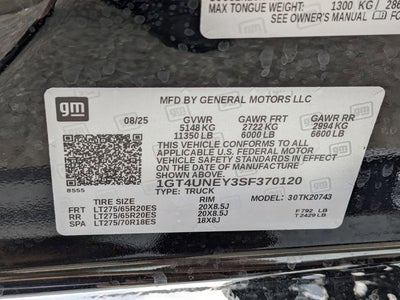 MAX TONGUE WEIGHT: 1300 KG / 286
SEE OWNER'S MANUAL
gm
MFD BY GENERAL MOTORS LLC
08/25 GVWR GAWR FRT GAWR RR
5148 KG 2722 KG 2994 KG
11350 LB 6000 LB 6600 LB
THIS VEHICLE CONFORMS TO ALL
APPLICABLE U.S. FEDERAL MOTOR
VEHICLE SAFETY STANDARDS IN
EFFECT ON THE DATE OF
MANUFACTURE SHOWN ABOVE.
8555
1GT4UNEY3SF370120
TYPE: TRUCK MODEL: 30TK20743
TIRE SIZE RIM
FRT LT275/65R20ES 20X8.5J F 792 LB
RR LT275/65R20ES 20X8.5J T 2429 LB
SPA LT275/70R18ES 18X8J